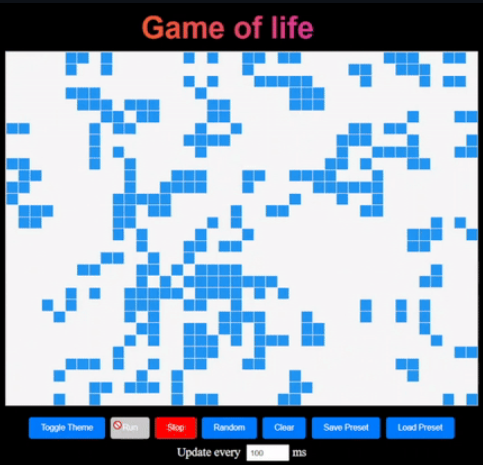 Game of life
Toggle Theme Run Stop Random Clear Save Preset Load Preset
Update every 100 ms